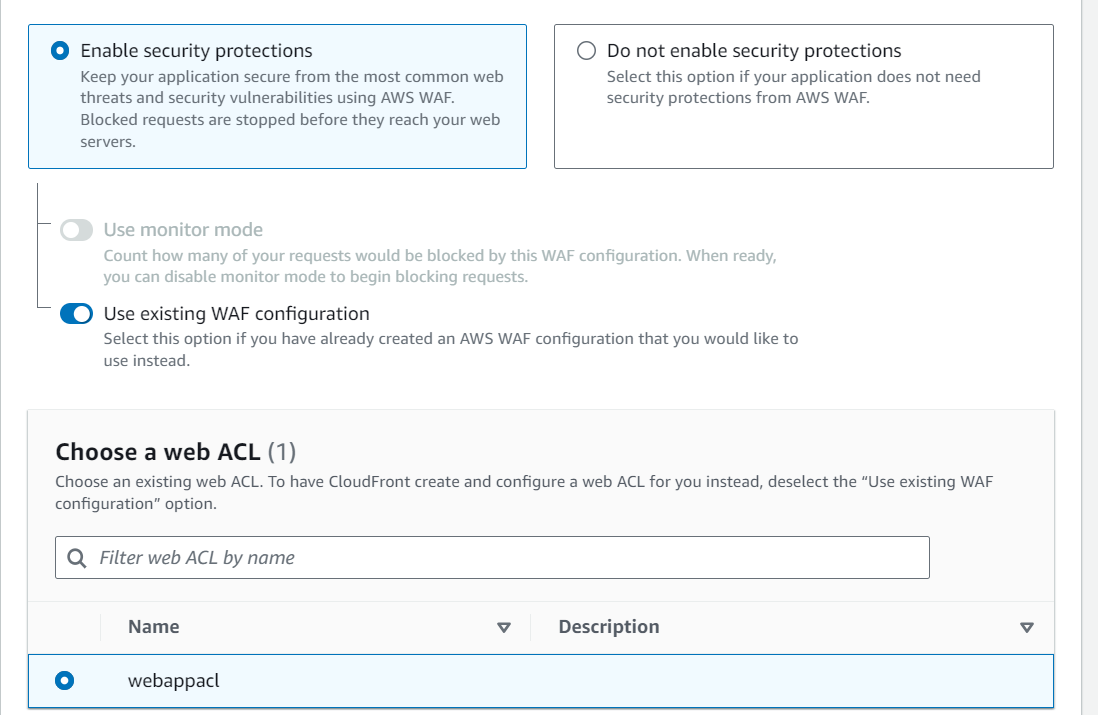 Enable security protections
Keep your application secure from the most common web
threats and security vulnerabilities using AWS WAF.
Blocked requests are stopped before they reach your web
servers.
Do not enable security protections
Select this option if your application does not need
security protections from AWS WAF.
Use monitor mode
Count how many of your requests would be blocked by this WAF configuration. When ready,
you can disable monitor mode to begin blocking requests.
Use existing WAF configuration
Select this option if you have already created an AWS WAF configuration that you would like to
use instead.
Choose a web ACL (1)
Choose an existing web ACL. To have CloudFront create and configure a web ACL for you instead, deselect the “Use existing WAF
configuration” option.
Filter web ACL by name
Name Description
webappacl